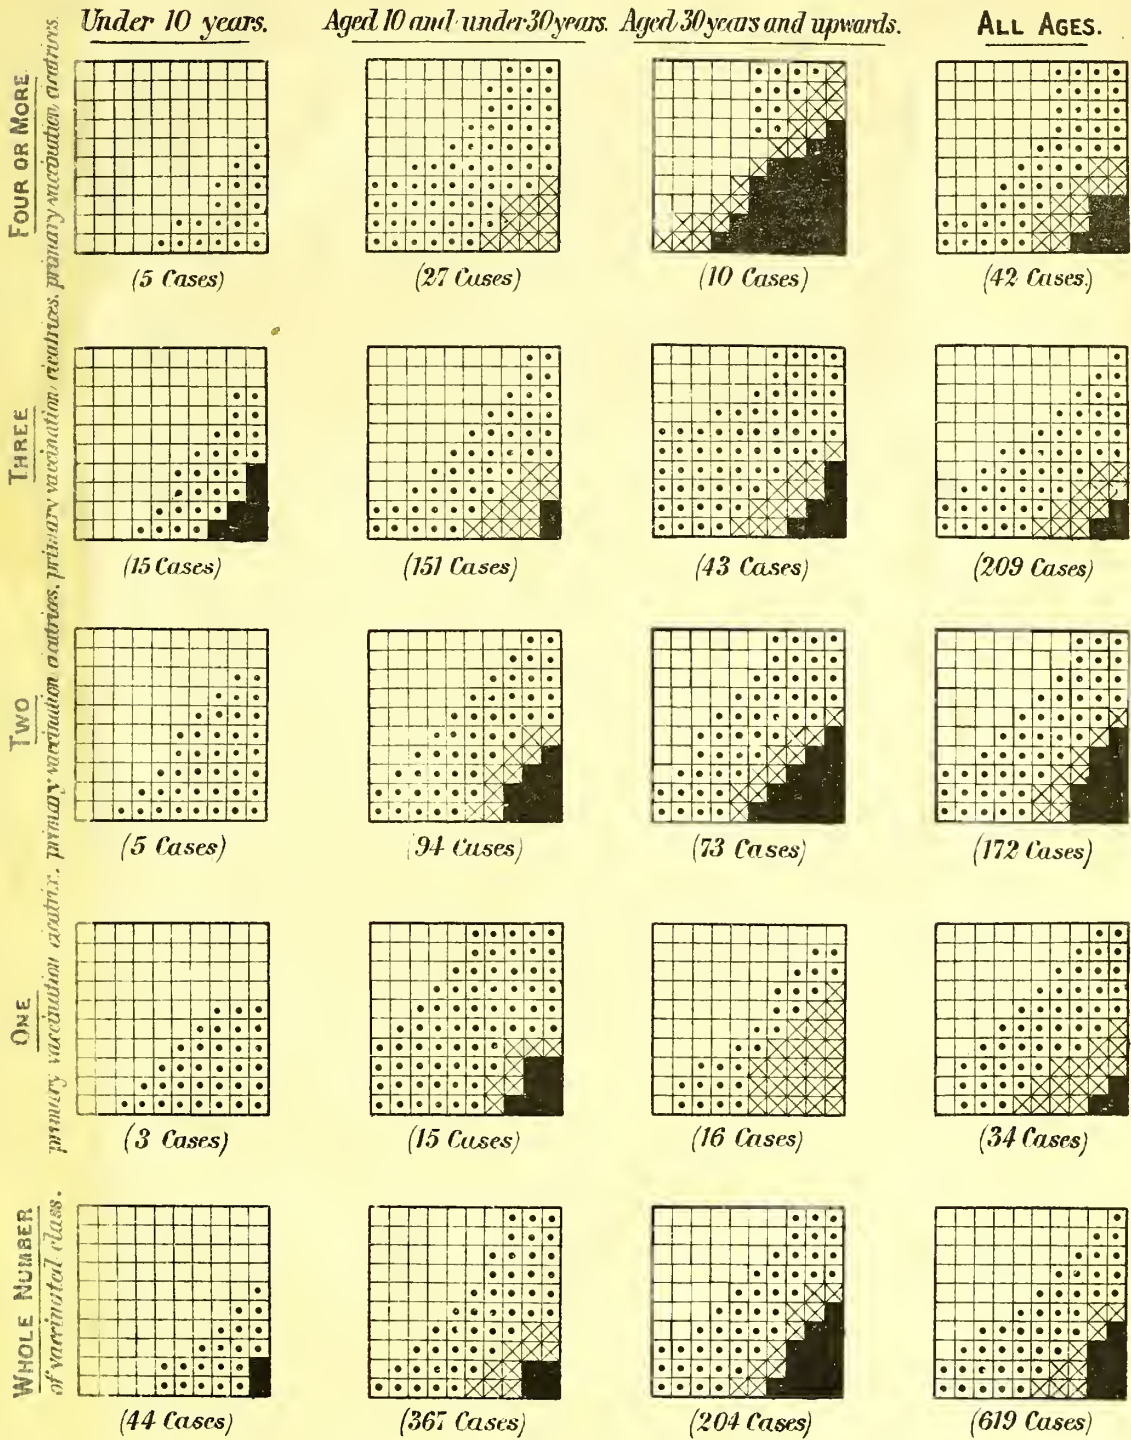 Under 10 years. Aged 10 and under 30 years. Aged 30 years and upwards. ALL AGES.
FOUR OR MORE
primary vaccination cicatrices.
(5 Cases) (27 Cases) (10 Cases) (42 Cases.)
THREE
primary vaccination cicatrices,
(15 Cases) (151 Cases) (43 Cases) (209 Cases)
TWO
primary vaccination cicatrices,
(5 Cases) (94 Cases) (73 Cases) (172 Cases)
ONE
primary vaccination cicatrix,
(3 Cases) (15 Cases) (16 Cases) (34 Cases)
WHOLE NUMBER
of vaccinated class.
(44 Cases) (367 Cases) (204 Cases) (619 Cases)